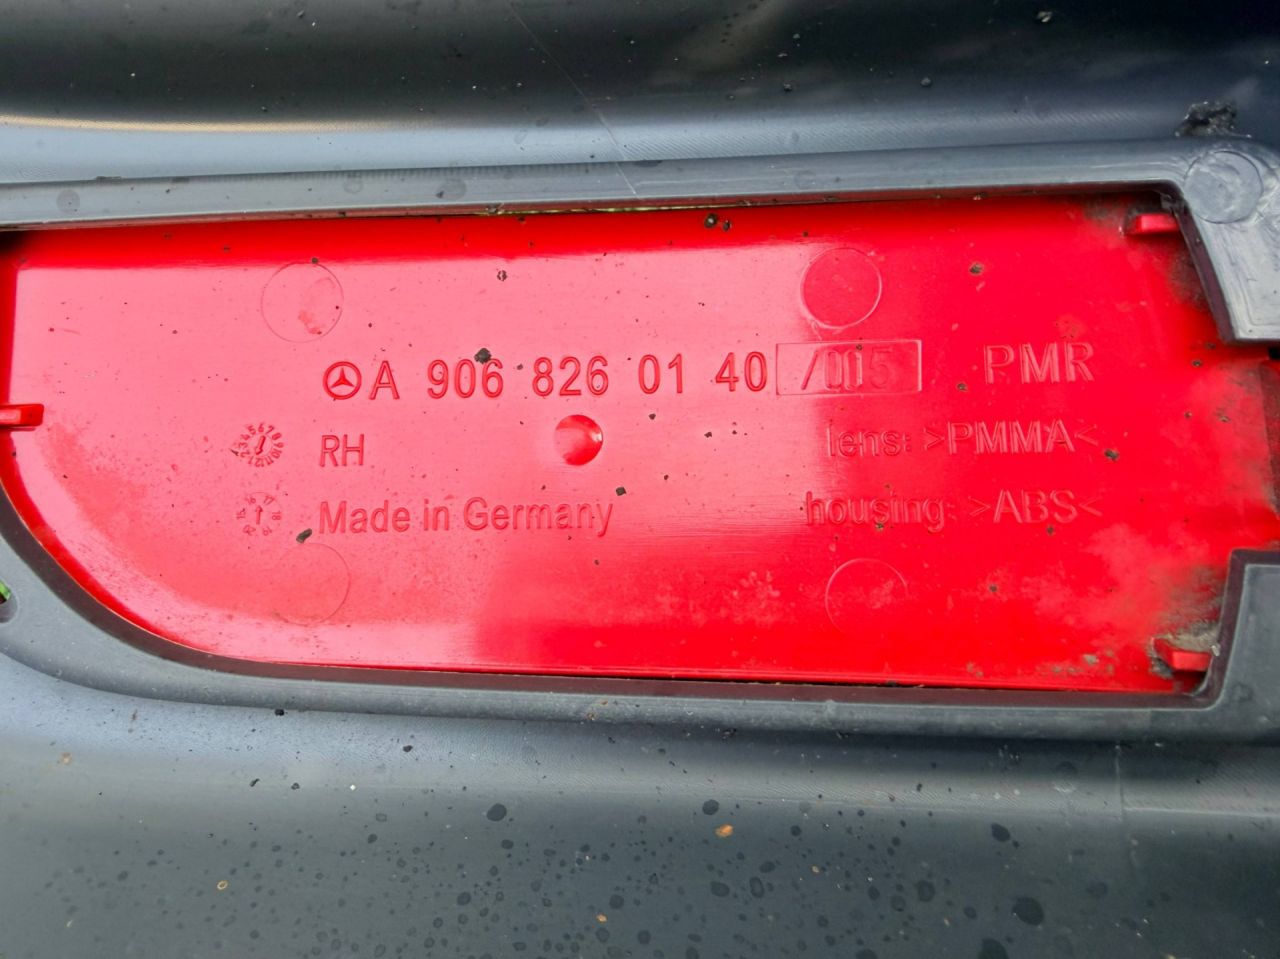 A 906 826 01 40 /005 PMR
RH lens: >PMMA<
Made in Germany housing: >ABS<